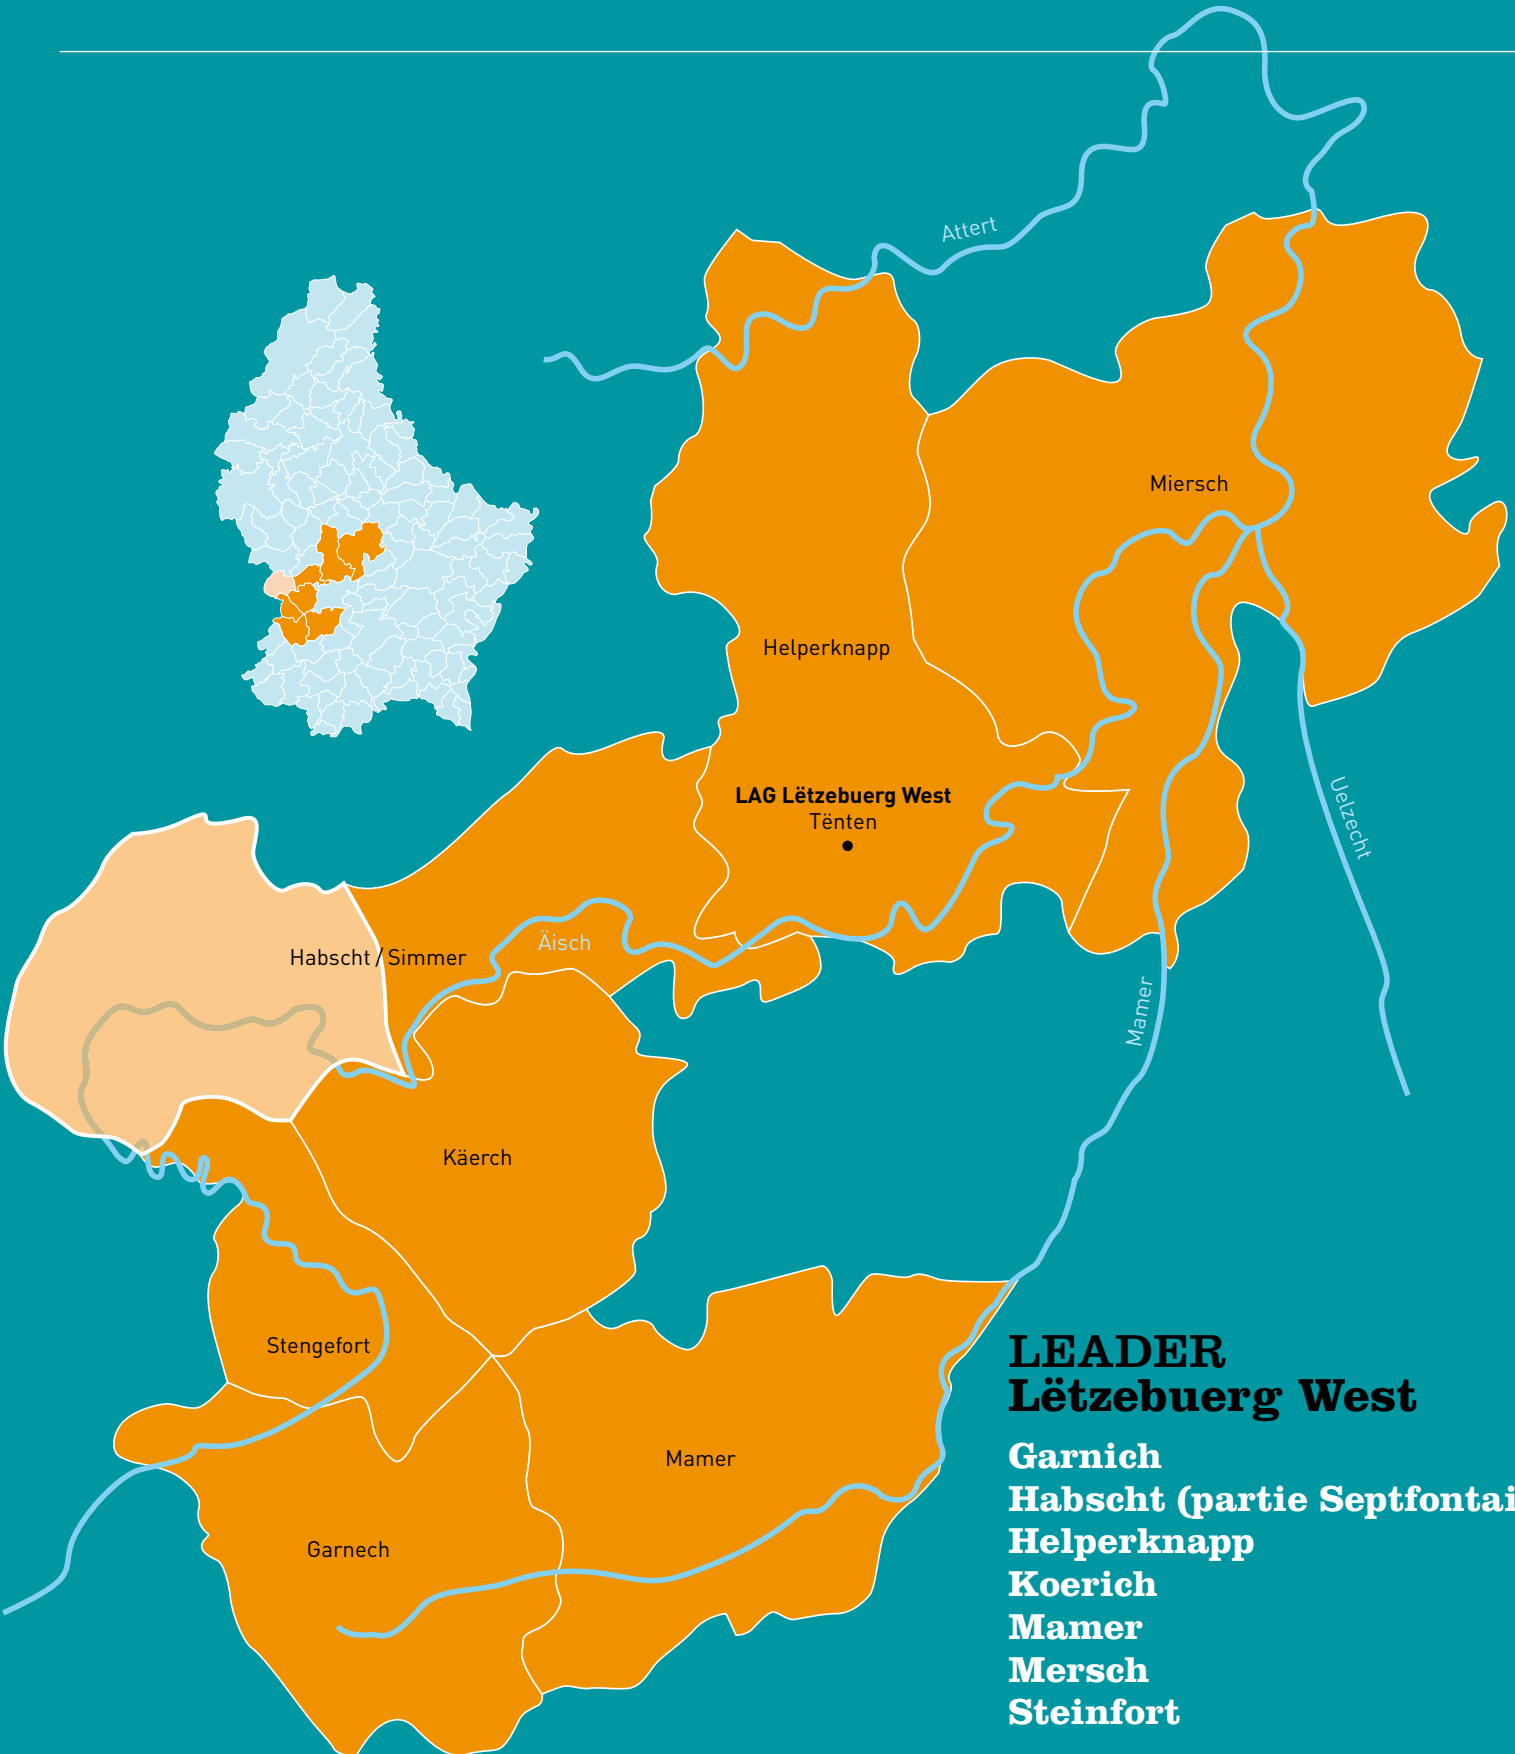 Attert
Miersch
Helperknapp
LAG Lëtzebuerg West
Tënten
Uelzecht
Äisch
Habscht / Simmer
Mamer
Käerch
Stengefort
Mamer
Garnech
LEADER
Lëtzebuerg West
Garnich
Habscht (partie Septfontai
Helperknapp
Koerich
Mamer
Mersch
Steinfort